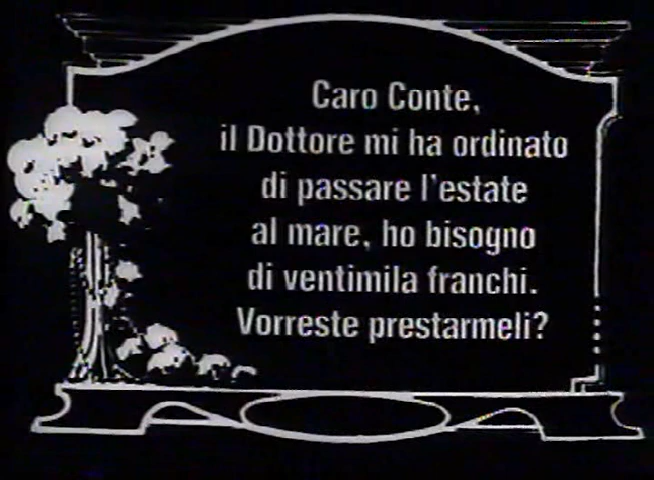 Caro Conte,
il Dottore mi ha ordinato
di passare l'estate
al mare, ho bisogno
di ventimila franchi.
Vorreste prestarmeli?